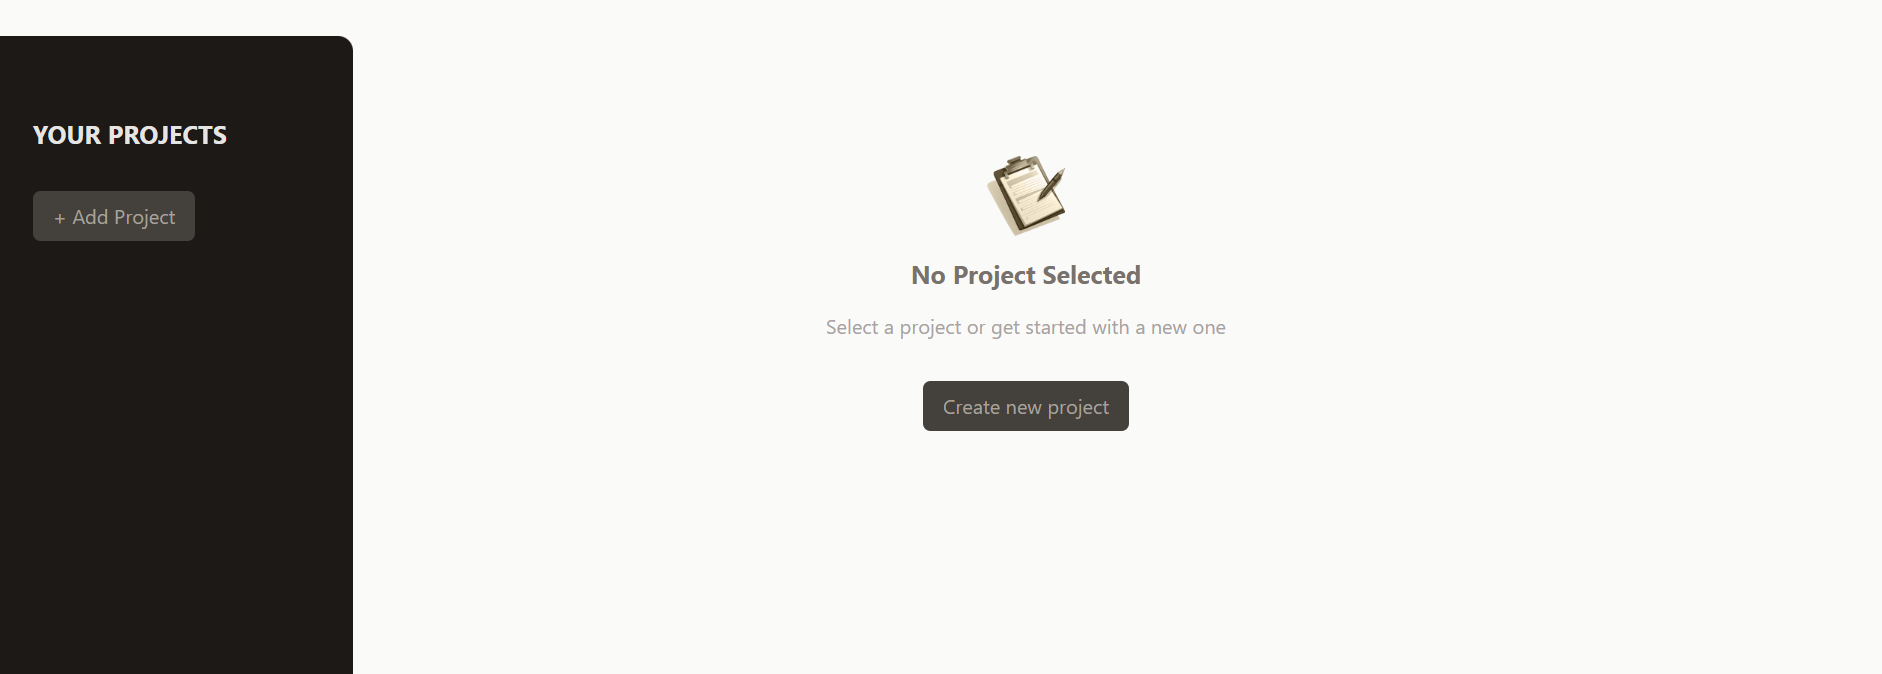 YOUR PROJECTS
+ Add Project
No Project Selected
Select a project or get started with a new one
Create new project